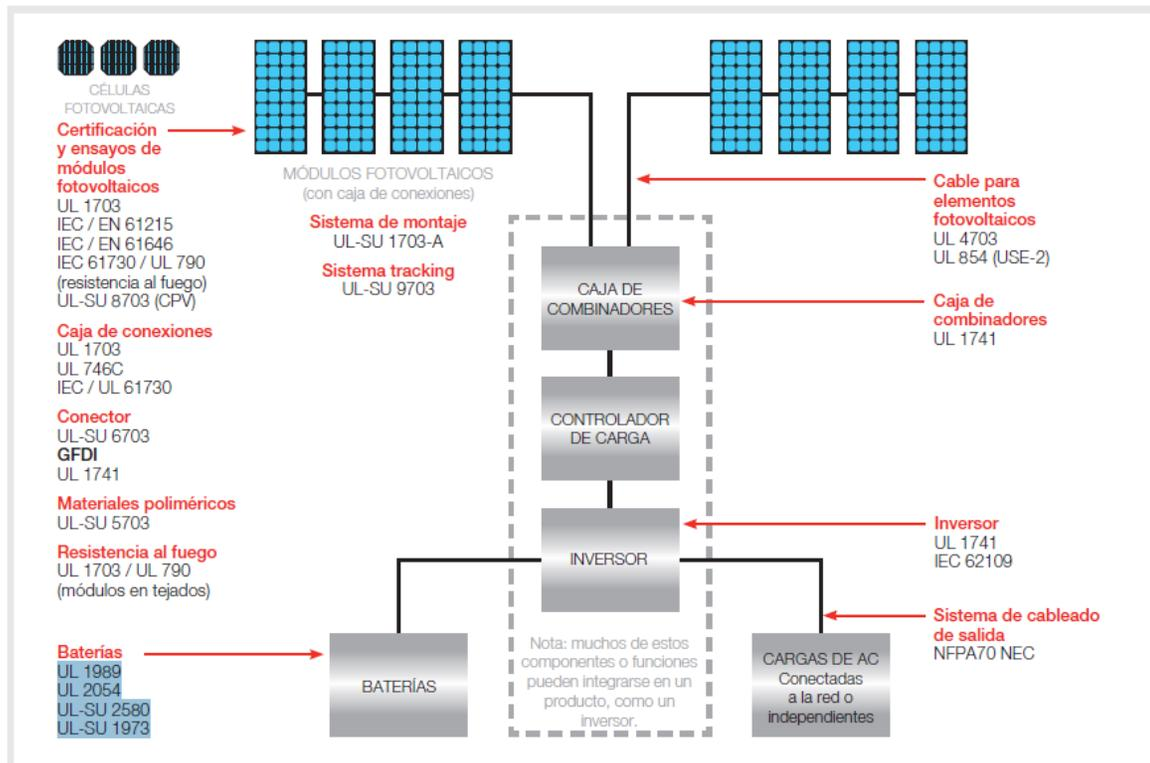 CÉLULAS
FOTOVOLTAICAS
Certificación
y ensayos de
módulos
fotovoltaicos
UL 1703
IEC / EN 61215
IEC / EN 61646
IEC 61730 / UL 790
(resistencia al fuego)
UL-SU 8703 (CPV)
Caja de conexiones
UL 1703
UL 746C
IEC / UL 61730
Conector
UL-SU 6703
GFDI
UL 1741
Materiales poliméricos
UL-SU 5703
Resistencia al fuego
UL 1703 / UL 790
(módulos en tejados)
Baterías
UL 1989
UL 2054
UL-SU 2580
UL-SU 1973
MÓDULOS FOTOVOLTAICOS
(con caja de conexiones)
Sistema de montaje
UL-SU 1703-A
Sistema tracking
UL-SU 9703
CAJA DE
COMBINADORES
CONTROLADOR
DE CARGA
INVERSOR
BATERÍAS
Nota: muchos de estos
componentes o funciones
pueden integrarse en un
producto, como un
inversor.
CARGAS DE AC
Conectadas
a la red o
independientes
Cable para
elementos
fotovoltaicos
UL 4703
UL 854 (USE-2)
Caja de
combinadores
UL 1741
Inversor
UL 1741
IEC 62109
Sistema de cableado
de salida
NFPA70 NEC